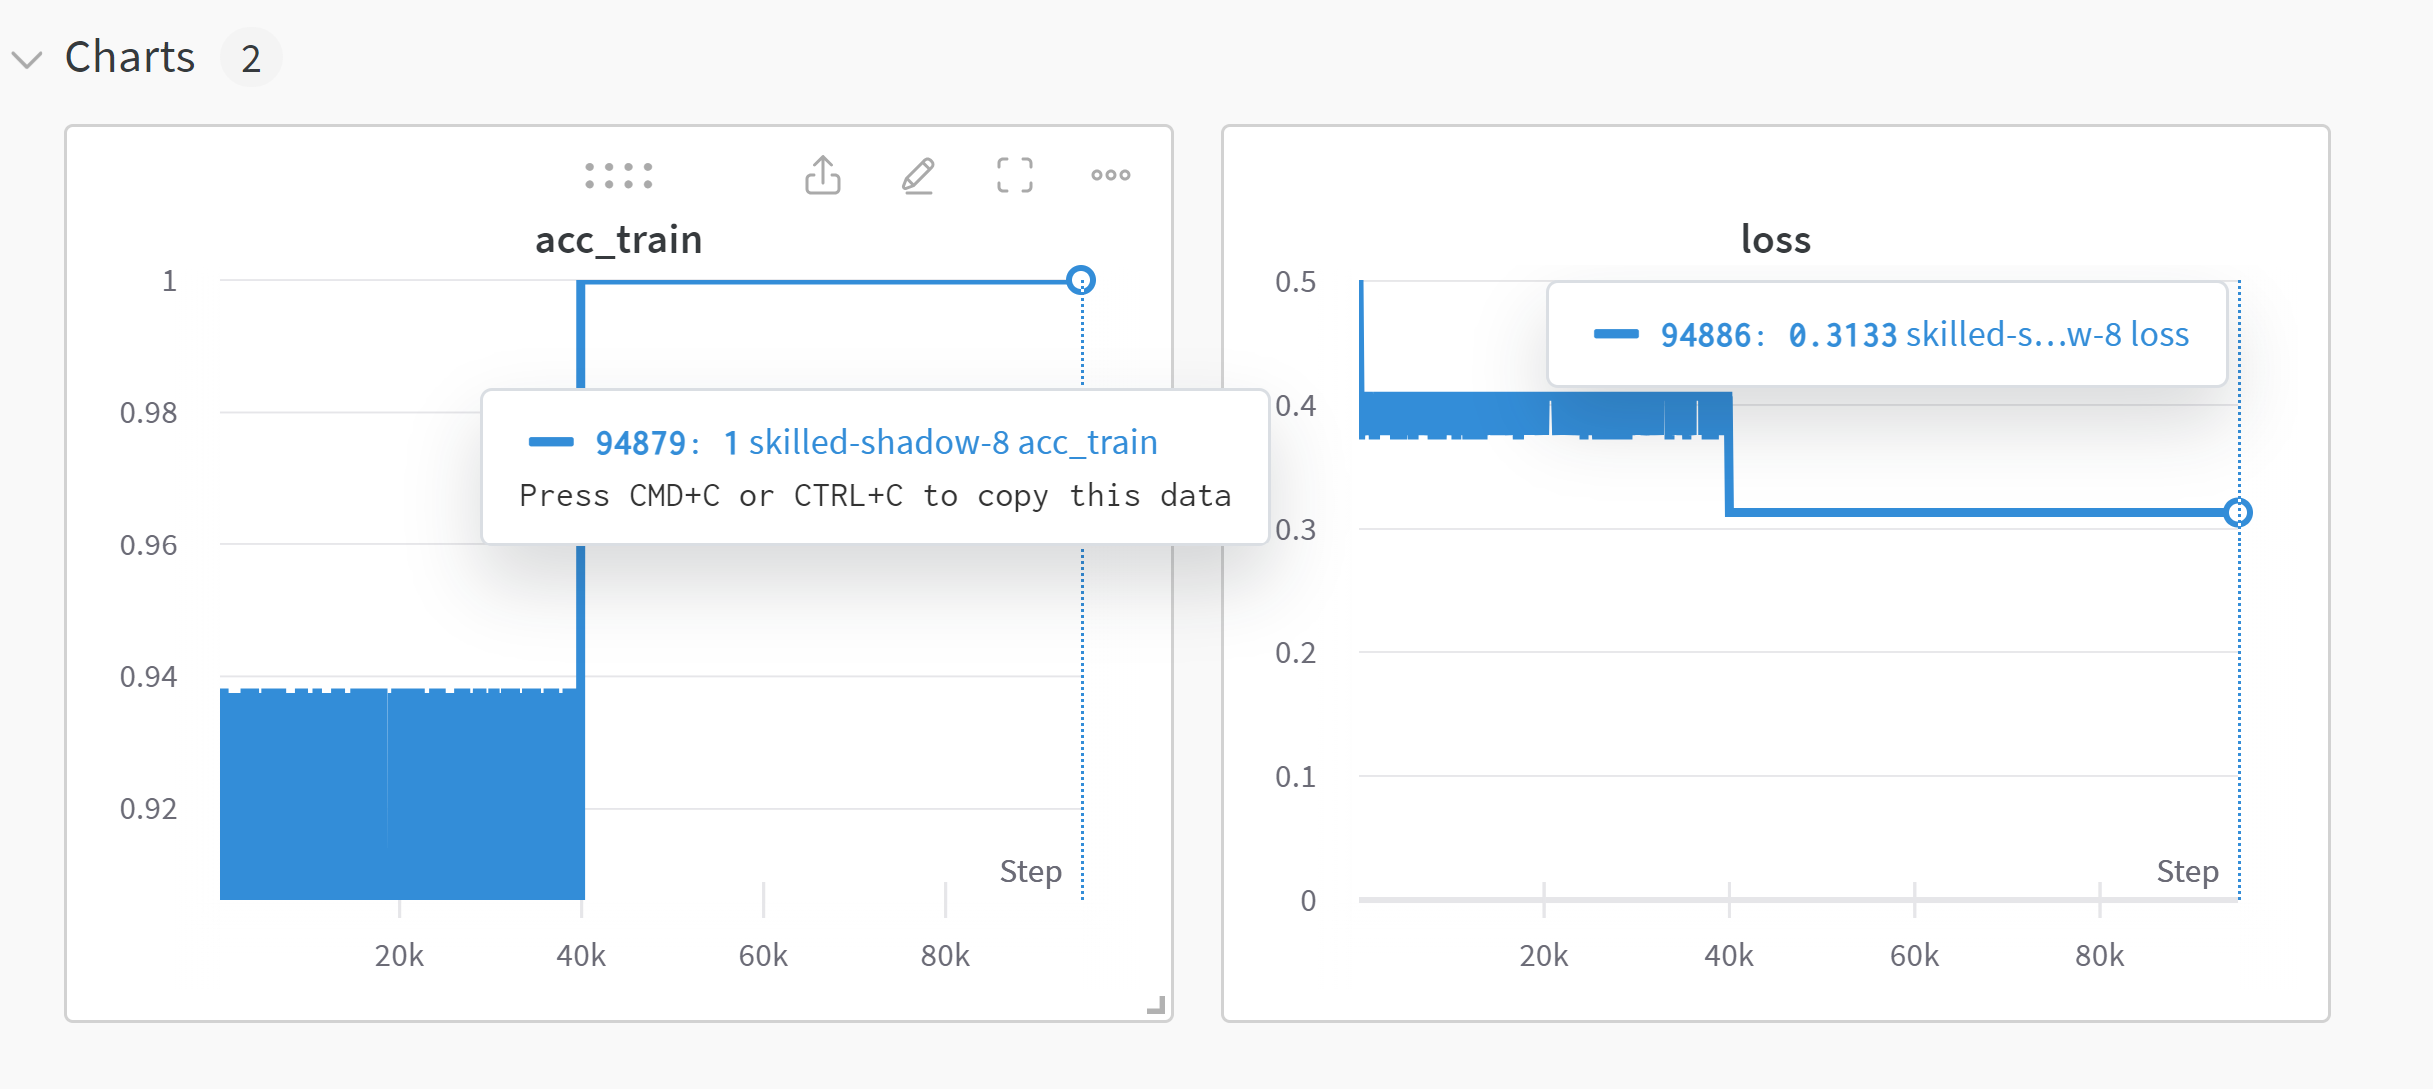 Charts 2
acc_train
1
0.98
0.96
0.94
0.92
94879: 1 skilled-shadow-8 acc_train
Press CMD+C or CTRL+C to copy this data
Step
20k 40k 60k 80k
loss
0.5
0.4
0.3
0.2
0.1
0
94886: 0.3133 skilled-s...w-8 loss
Step
20k 40k 60k 80k